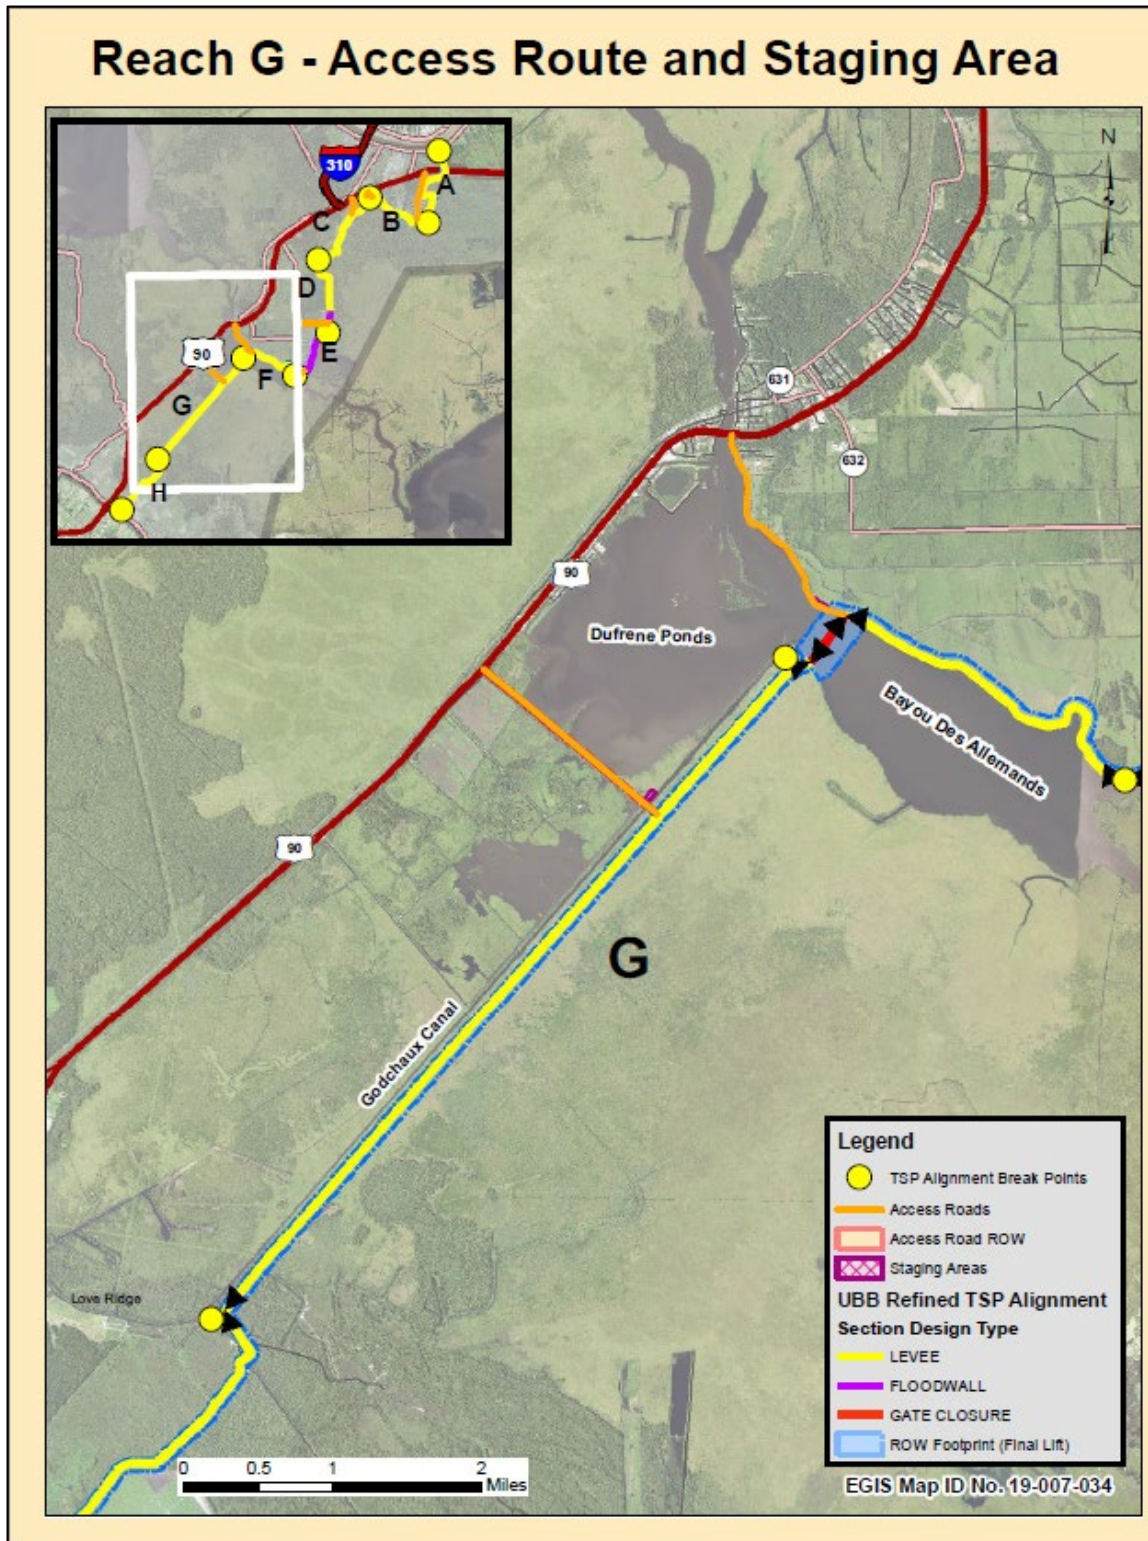 Reach G - Access Route and Staging Area
310
A
B
C
D
E
90
F
G
H
N
631
632
90
Dufrene Ponds
Bayou Des Allemands
90
G
Godchaux Canal
Love Ridge
0 0.5 1 2
Miles
Legend
TSP Alignment Break Points
Access Roads
Access Road ROW
Staging Areas
UBB Refined TSP Alignment
Section Design Type
LEVEE
FLOODWALL
GATE CLOSURE
ROW Footprint (Final Lift)
EGIS Map ID No. 19-007-034